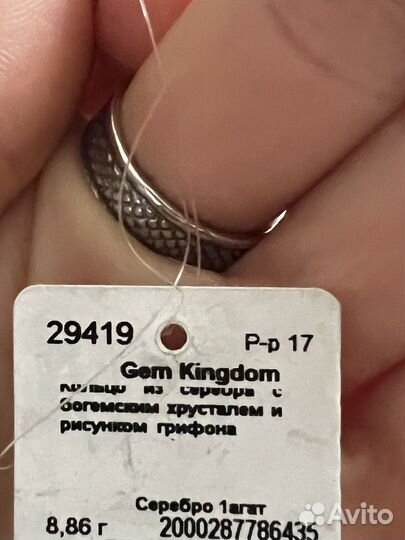 29419 Р-р 17
Gem Kingdom
Кольцо из серебра с
богемским хрусталем и
рисунком грифона
Серебро 1агат
8,86 г 2000287786435
Avito